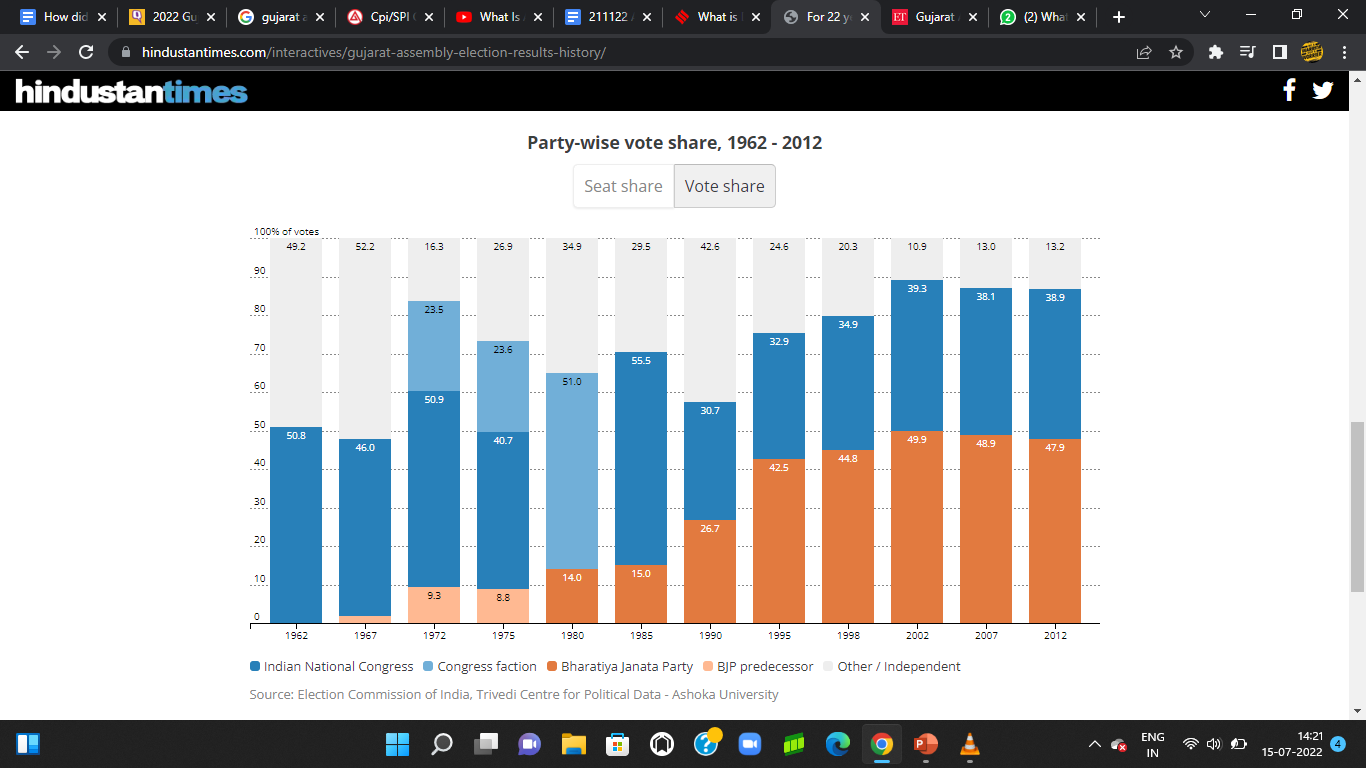 How did
2022 Gu
gujarat a
Cpi/SPI
What Is
211122
What is
For 22 y
Gujarat
(2) What
hindustantimes.com/interactives/gujarat-assembly-election-results-history/
hindustantimes
Party-wise vote share, 1962 - 2012
Seat share Vote share
100% of votes
49.2 52.2 16.3 26.9 34.9 29.5 42.6 24.6 20.3 10.9 13.0 13.2
90
39.3 38.1 38.9
80
23.5 34.9
32.9
70
23.6
55.5
60
51.0
50.9
30.7
50
50.8 46.0 40.7 49.9 48.9 47.9
40
42.5 44.8
30
26.7
20
14.0 15.0
10
9.3 8.8
0
1962 1967 1972 1975 1980 1985 1990 1995 1998 2002 2007 2012
Indian National Congress Congress faction Bharatiya Janata Party BJP predecessor Other / Independent
Source: Election Commission of India, Trivedi Centre for Political Data - Ashoka University
ENG
IN
14:21
15-07-2022
4